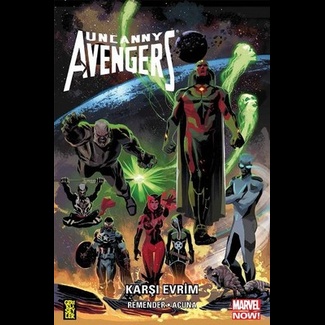 UNCANNY
AVENGERS
KARŞI EVRİM
REMENDER • ACUÑA
MARVEL
NOW!